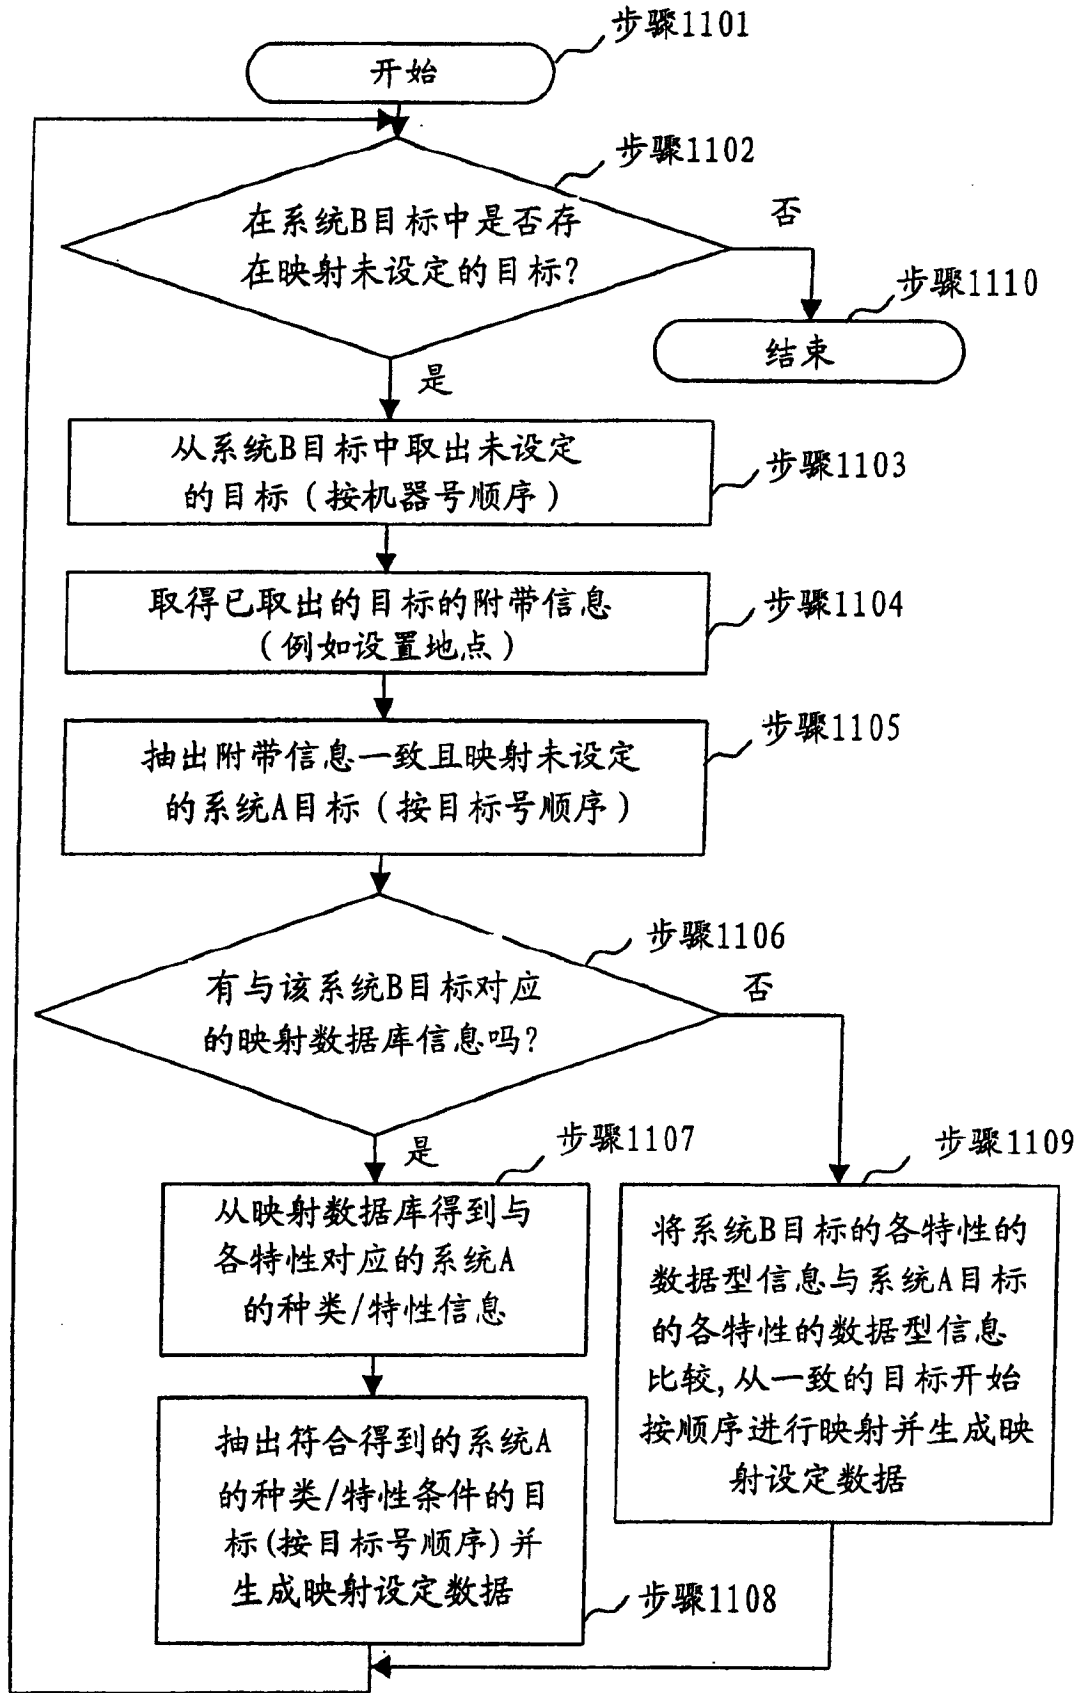 步骤1101
开始
步骤1102
在系统B目标中是否存
在映射未设定的目标?
否
步骤1110
结束
是
从系统B目标中取出未设定
的目标(按机器号顺序)
步骤1103
取得已取出的目标的附带信息
(例如设置地点)
步骤1104
抽出附带信息一致且映射未设定
的系统A目标(按目标号顺序)
步骤1105
步骤1106
有与该系统B目标对应
的映射数据库信息吗?
否
是
步骤1107
从映射数据库得到与
各特性对应的系统A
的种类/特性信息
步骤1109
将系统B目标的各特性的
数据型信息与系统A目标
的各特性的数据型信息
比较,从一致的目标开始
按顺序进行映射并生成映
射设定数据
抽出符合得到的系统A
的种类/特性条件的目
标(按目标号顺序)并
生成映射设定数据
步骤1108